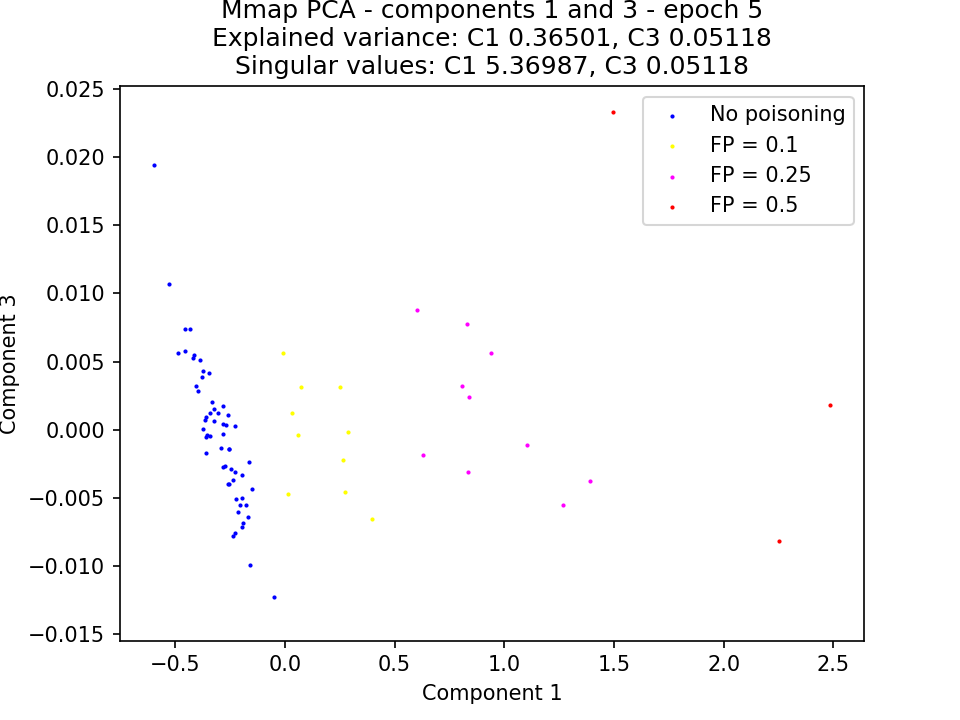 Mmap PCA - components 1 and 3 - epoch 5
Explained variance: C1 0.36501, C3 0.05118
Singular values: C1 5.36987, C3 0.05118
0.025
0.020
0.015
0.010
0.005
0.000
−0.005
−0.010
−0.015
Component 3
No poisoning
FP = 0.1
FP = 0.25
FP = 0.5
−0.5
0.0
0.5
1.0
1.5
2.0
2.5
Component 1